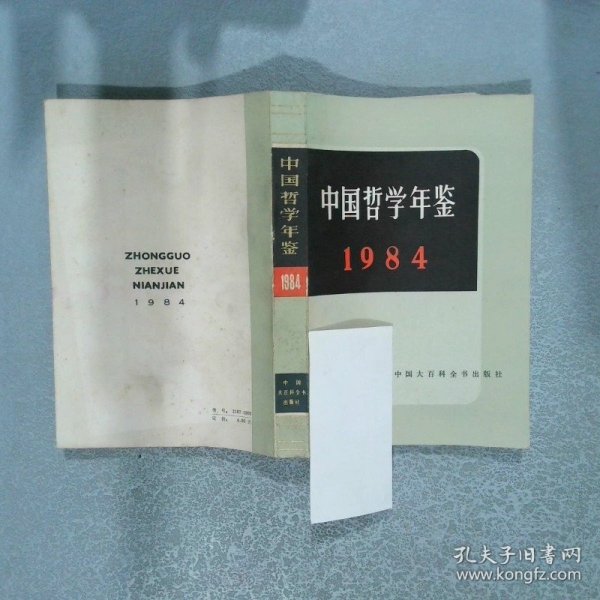 ZHONGGUO
ZHEXUE
NIANJIAN
1984
中国哲学年鉴
1984
中国
大百科全书
出版社
中国哲学年鉴
1984
中国大百科全书出版社
孔夫子旧书网
www.kongfz.com